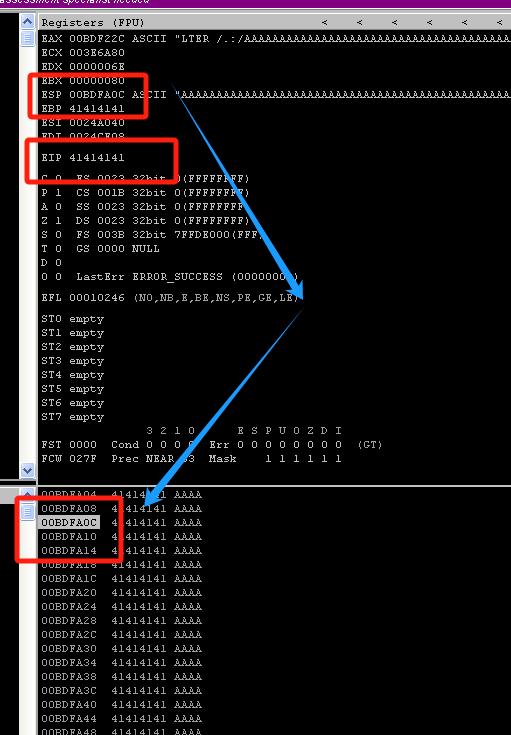 assessment specialist needed
Registers (FPU) < < < < < <
EAX 00BDF22C ASCII "LTER /.:/AAAAAAAAAAAAAAAAAAAAAAAAAAAAAAAAAAAAAAA
ECX 003E6A80
EDX 0000006E
EBX 00000080
ESP 00BDFA0C ASCII "AAAAAAAAAAAAAAAAAAAAAAAAAAAAAAAAAAAAAAAAAAAAAAAA
EBP 41414141
ESI 0024A040
EDI 0024CE08
EIP 41414141
C 0 ES 0023 32bit 0(FFFFFFFF)
P 1 CS 001B 32bit 0(FFFFFFFF)
A 0 SS 0023 32bit 0(FFFFFFFF)
Z 1 DS 0023 32bit 0(FFFFFFFF)
S 0 FS 003B 32bit 7FFDE000(FFF)
T 0 GS 0000 NULL
D 0
O 0 LastErr ERROR_SUCCESS (00000000)
EFL 00010246 (NO,NB,E,BE,NS,PE,GE,LE)
ST0 empty
ST1 empty
ST2 empty
ST3 empty
ST4 empty
ST5 empty
ST6 empty
ST7 empty
3 2 1 0 E S P U O Z D I
FST 0000 Cond 0 0 0 0 Err 0 0 0 0 0 0 0 0 (GT)
FCW 027F Prec NEAR,53 Mask 1 1 1 1 1 1
00BDFA04 41414141 AAAA
00BDFA08 41414141 AAAA
00BDFA0C 41414141 AAAA
00BDFA10 41414141 AAAA
00BDFA14 41414141 AAAA
00BDFA18 41414141 AAAA
00BDFA1C 41414141 AAAA
00BDFA20 41414141 AAAA
00BDFA24 41414141 AAAA
00BDFA28 41414141 AAAA
00BDFA2C 41414141 AAAA
00BDFA30 41414141 AAAA
00BDFA34 41414141 AAAA
00BDFA38 41414141 AAAA
00BDFA3C 41414141 AAAA
00BDFA40 41414141 AAAA
00BDFA44 41414141 AAAA
00BDFA48 41414141 AAAA